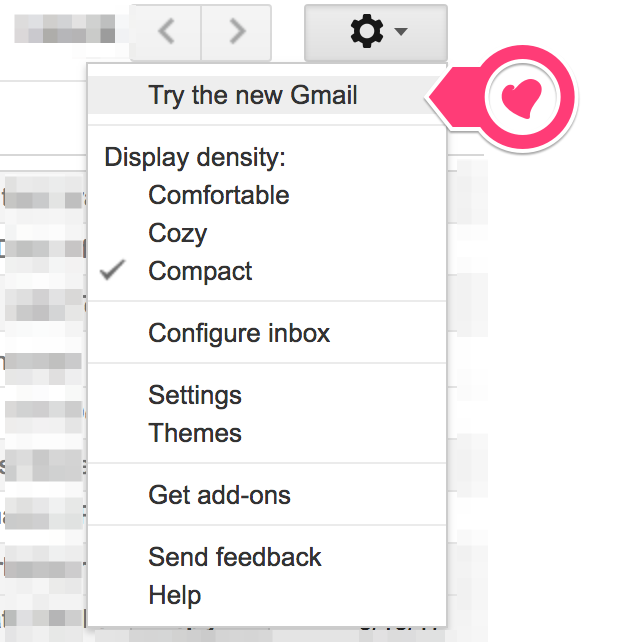 Try the new Gmail
Display density:
Comfortable
Cozy
Compact
Configure inbox
Settings
Themes
Get add-ons
Send feedback
Help